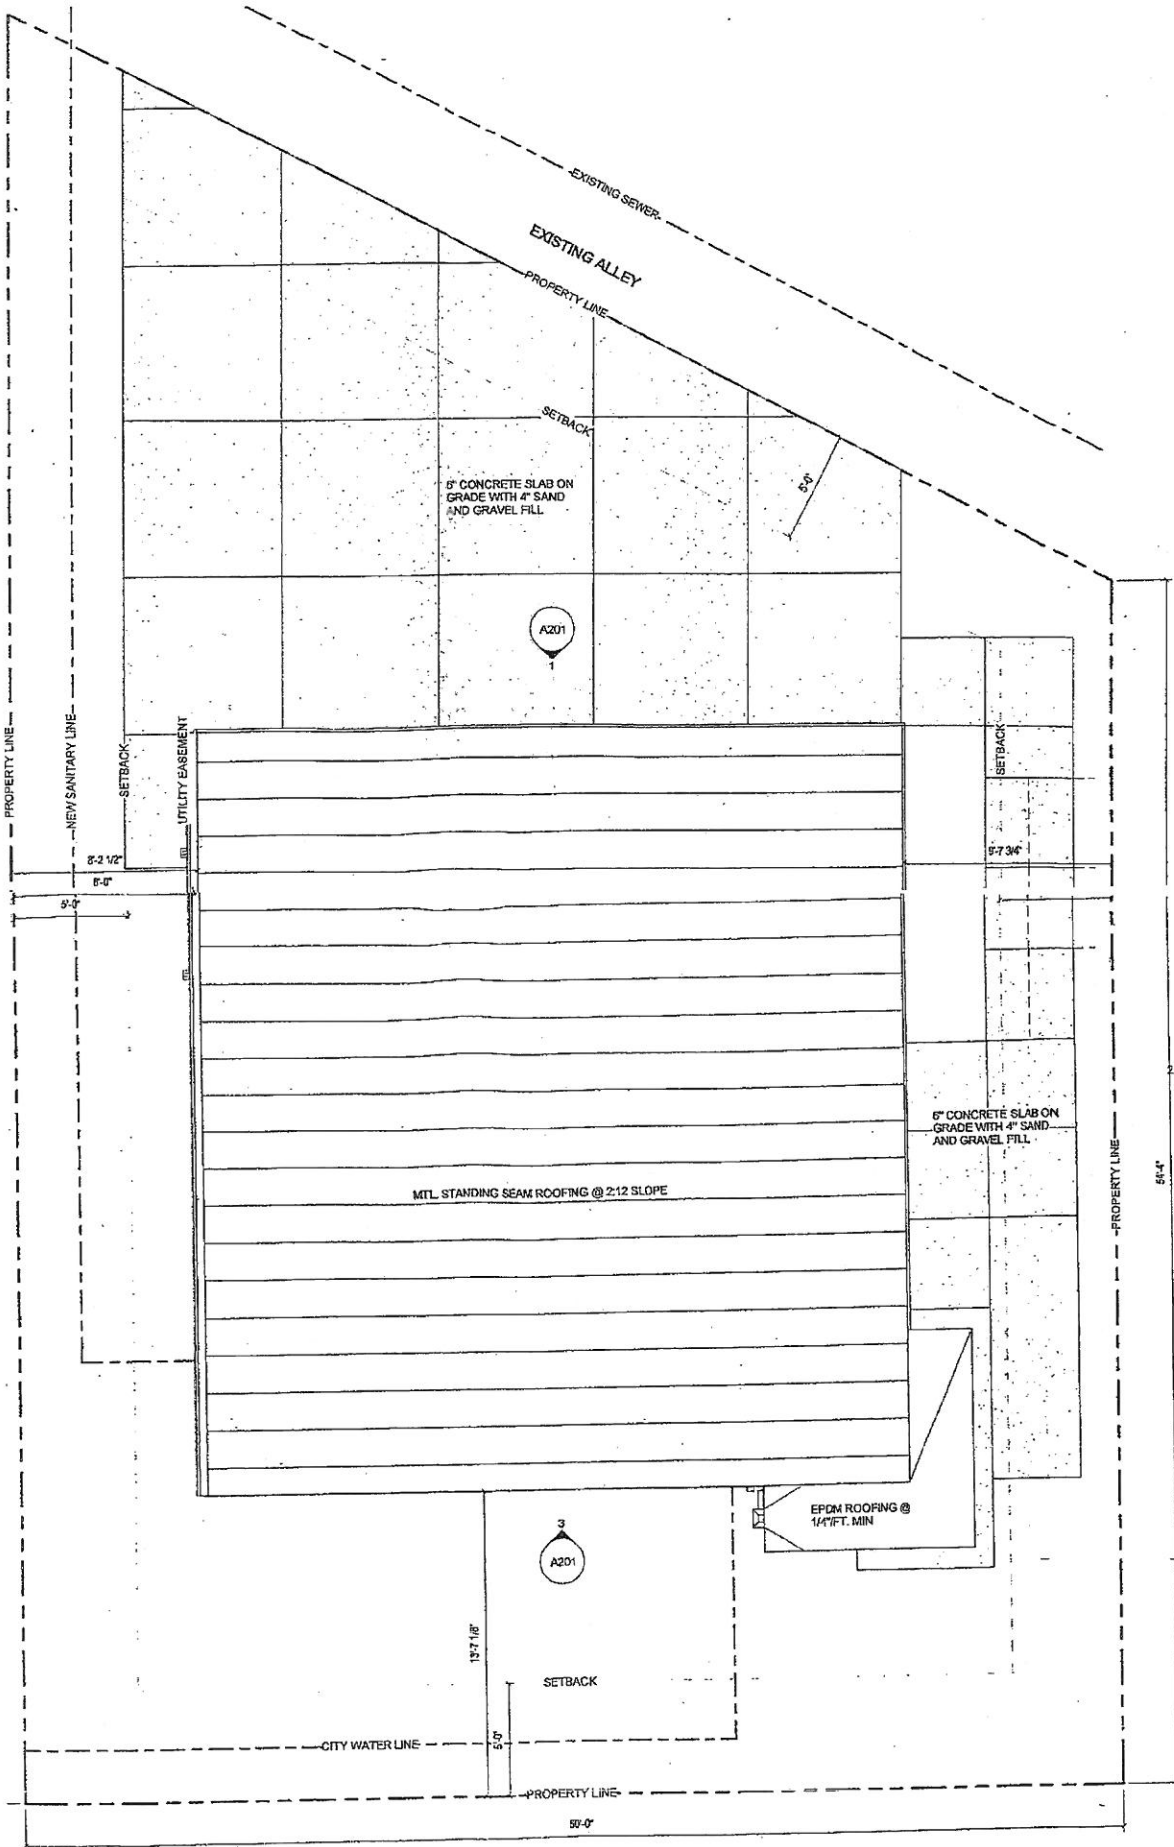 EXISTING SEWER
EXISTING ALLEY
PROPERTY LINE
SETBACK
6" CONCRETE SLAB ON
GRADE WITH 4" SAND
AND GRAVEL FILL
5'-0"
A201
1
PROPERTY LINE
NEW SANITARY LINE
SETBACK
UTILITY EASEMENT
SETBACK
8'-2 1/2"
5'-0"
9'-7 3/4"
6" CONCRETE SLAB ON
GRADE WITH 4" SAND
AND GRAVEL FILL
MTL. STANDING SEAM ROOFING @ 2:12 SLOPE
PROPERTY LINE
54'-4"
EPDM ROOFING @
1/4"/FT. MIN
3
A201
13'-7 1/8"
SETBACK
5'-0"
CITY WATER LINE
PROPERTY LINE
50'-0"